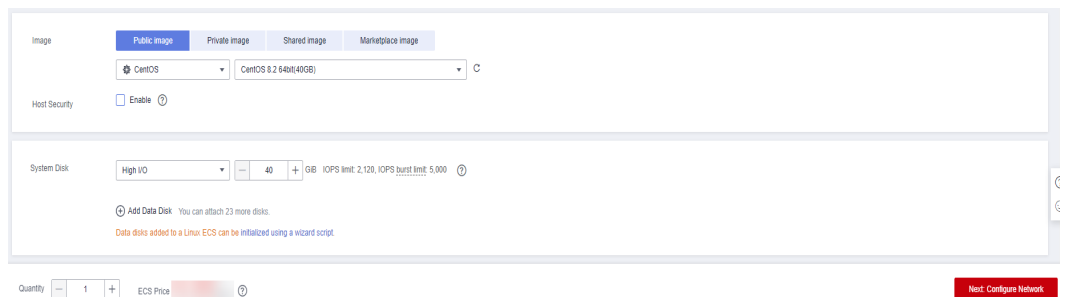 Image Public image Private image Shared image Marketplace image
CentOS CentOS 8.2 64bit(40GB)
Host Security Enable ?
System Disk High I/O − 40 + GiB IOPS limit: 2,120, IOPS burst limit: 5,000 ?
Add Data Disk You can attach 23 more disks.
Data disks added to a Linux ECS can be initialized using a wizard script.
Quantity − 1 + ECS Price ? Next: Configure Network